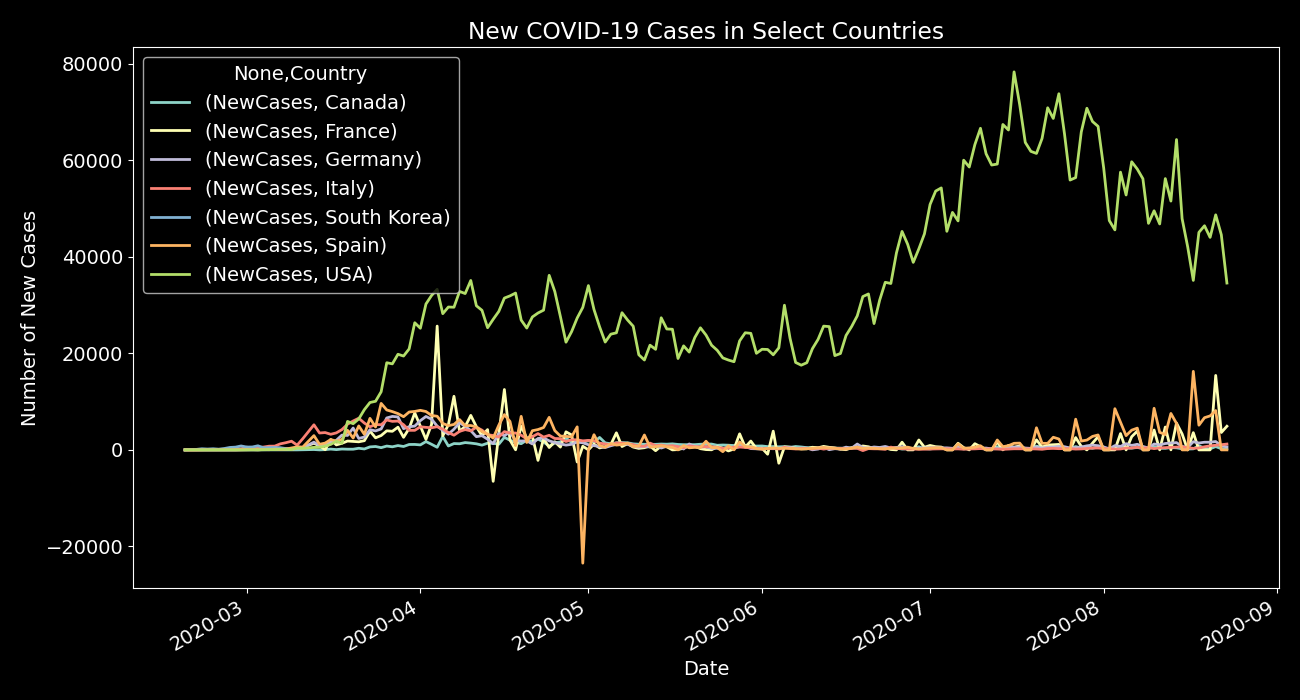 New COVID-19 Cases in Select Countries
None,Country
(NewCases, Canada)
(NewCases, France)
(NewCases, Germany)
(NewCases, Italy)
(NewCases, South Korea)
(NewCases, Spain)
(NewCases, USA)
Number of New Cases
80000
60000
40000
20000
0
−20000
2020-03
2020-04
2020-05
2020-06
2020-07
2020-08
2020-09
Date